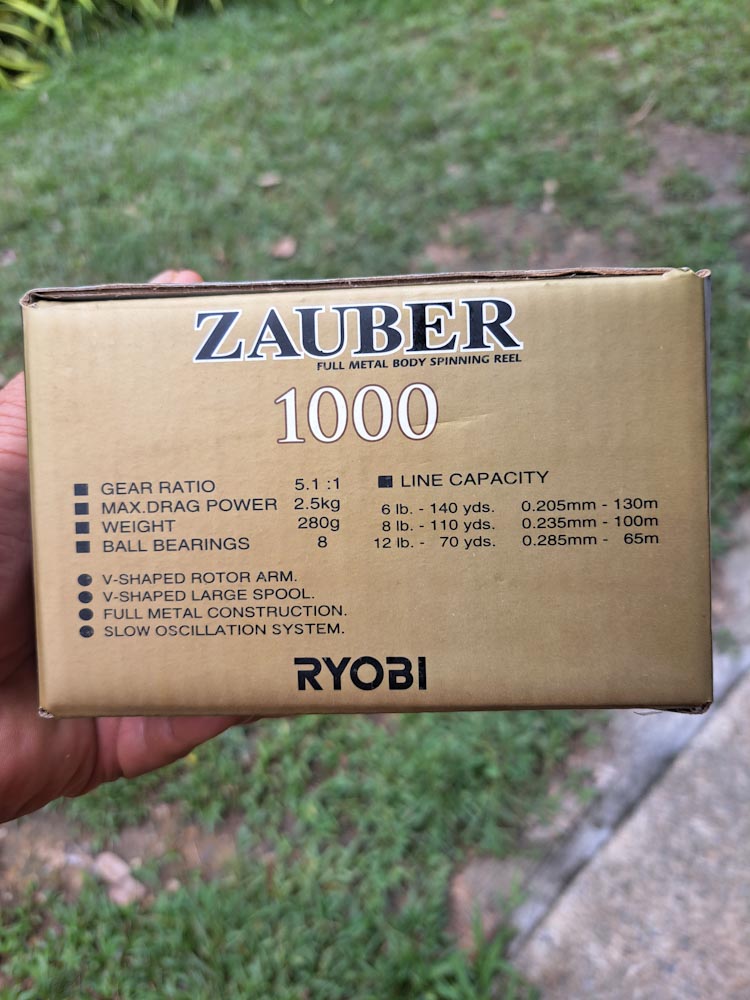 ZAUBER
FULL METAL BODY SPINNING REEL
1000
■ GEAR RATIO 5.1 :1
■ MAX.DRAG POWER 2.5kg
■ WEIGHT 280g
■ BALL BEARINGS 8
■ LINE CAPACITY
6 lb. - 140 yds. 0.205mm - 130m
8 lb. - 110 yds. 0.235mm - 100m
12 lb. - 70 yds. 0.285mm - 65m
● V-SHAPED ROTOR ARM.
● V-SHAPED LARGE SPOOL.
● FULL METAL CONSTRUCTION.
● SLOW OSCILLATION SYSTEM.
RYOBI